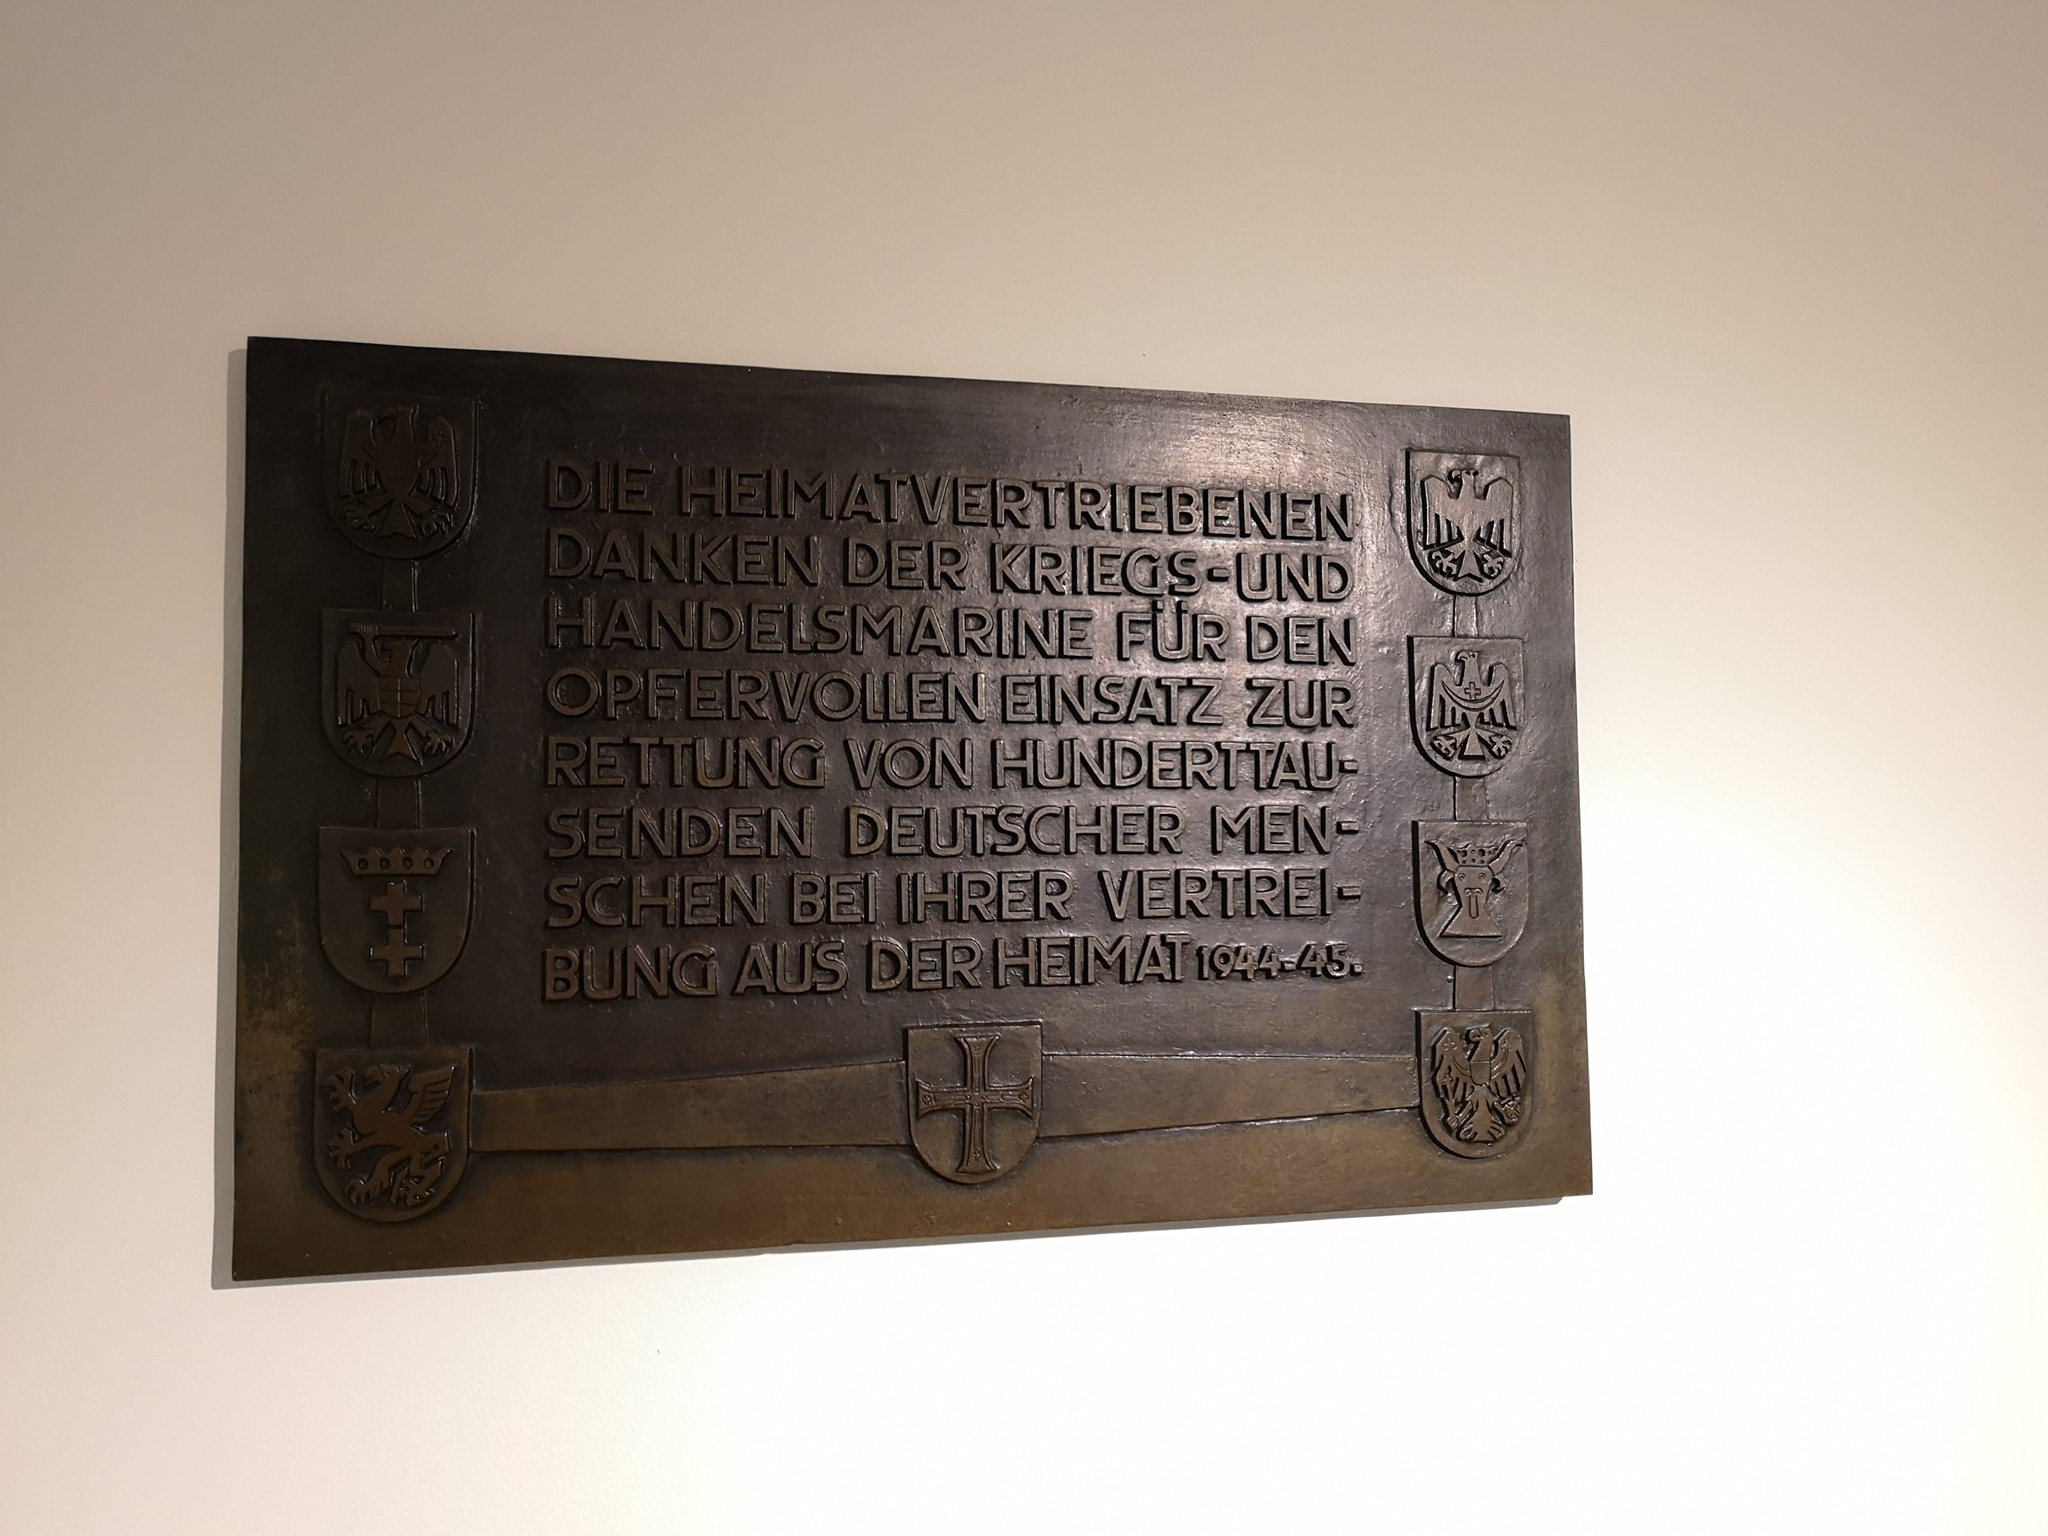 DIE HEIMATVERTRIEBENEN
DANKEN DER KRIEGS-UND
HANDELSMARINE FÜR DEN
OPFERVOLLEN EINSATZ ZUR
RETTUNG VON HUNDERTTAU-
SENDEN DEUTSCHER MEN-
SCHEN BEI IHRER VERTREI-
BUNG AUS DER HEIMAT 1944-45.